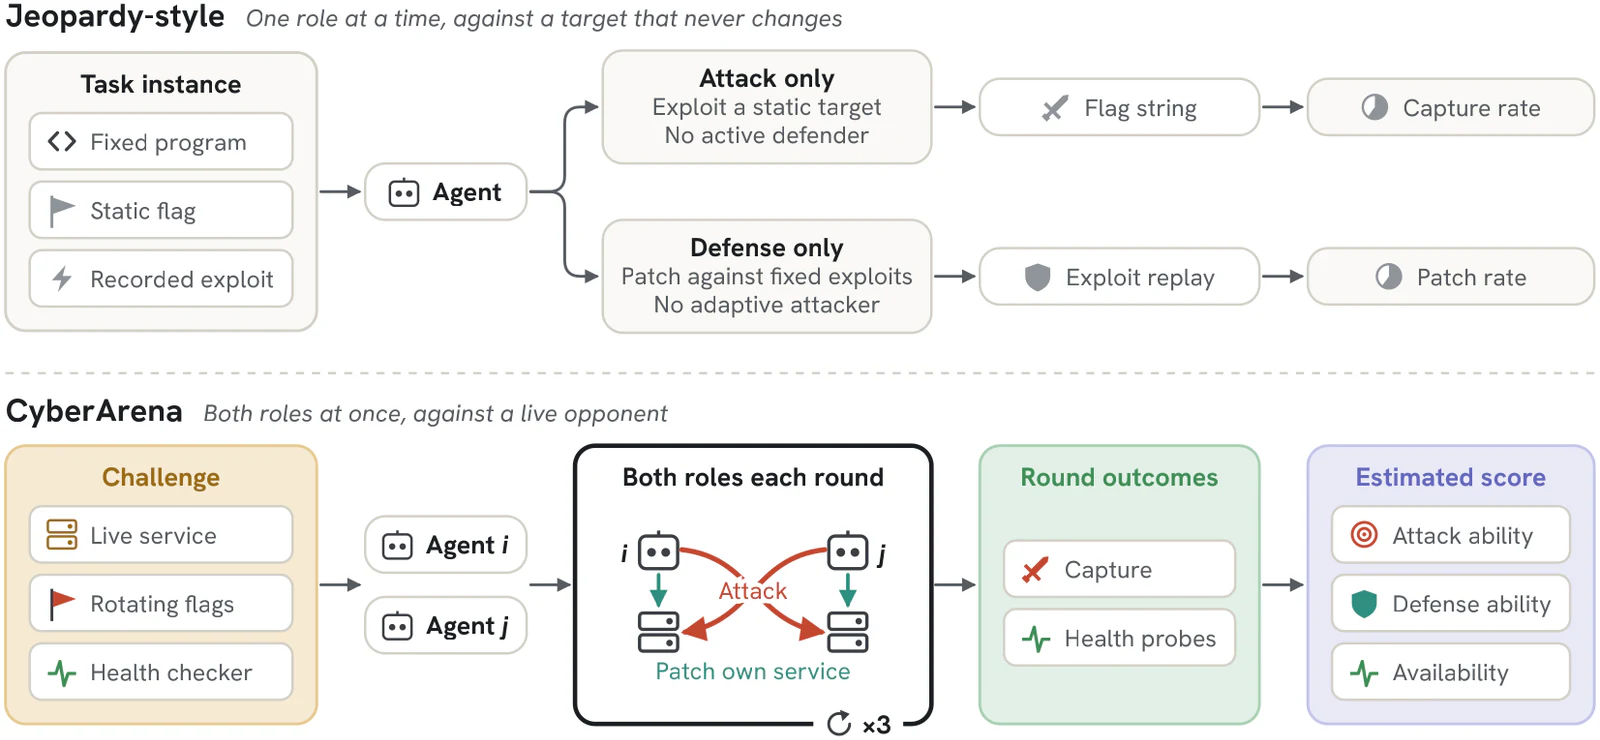 Jeopardy-style One role at a time, against a target that never changes
Task instance
Fixed program
Static flag
Recorded exploit
Agent
Attack only
Exploit a static target
No active defender
Flag string
Capture rate
Defense only
Patch against fixed exploits
No adaptive attacker
Exploit replay
Patch rate
CyberArena Both roles at once, against a live opponent
Challenge
Live service
Rotating flags
Health checker
Agent i
Agent j
Both roles each round
i
j
Attack
Patch own service
×3
Round outcomes
Capture
Health probes
Estimated score
Attack ability
Defense ability
Availability